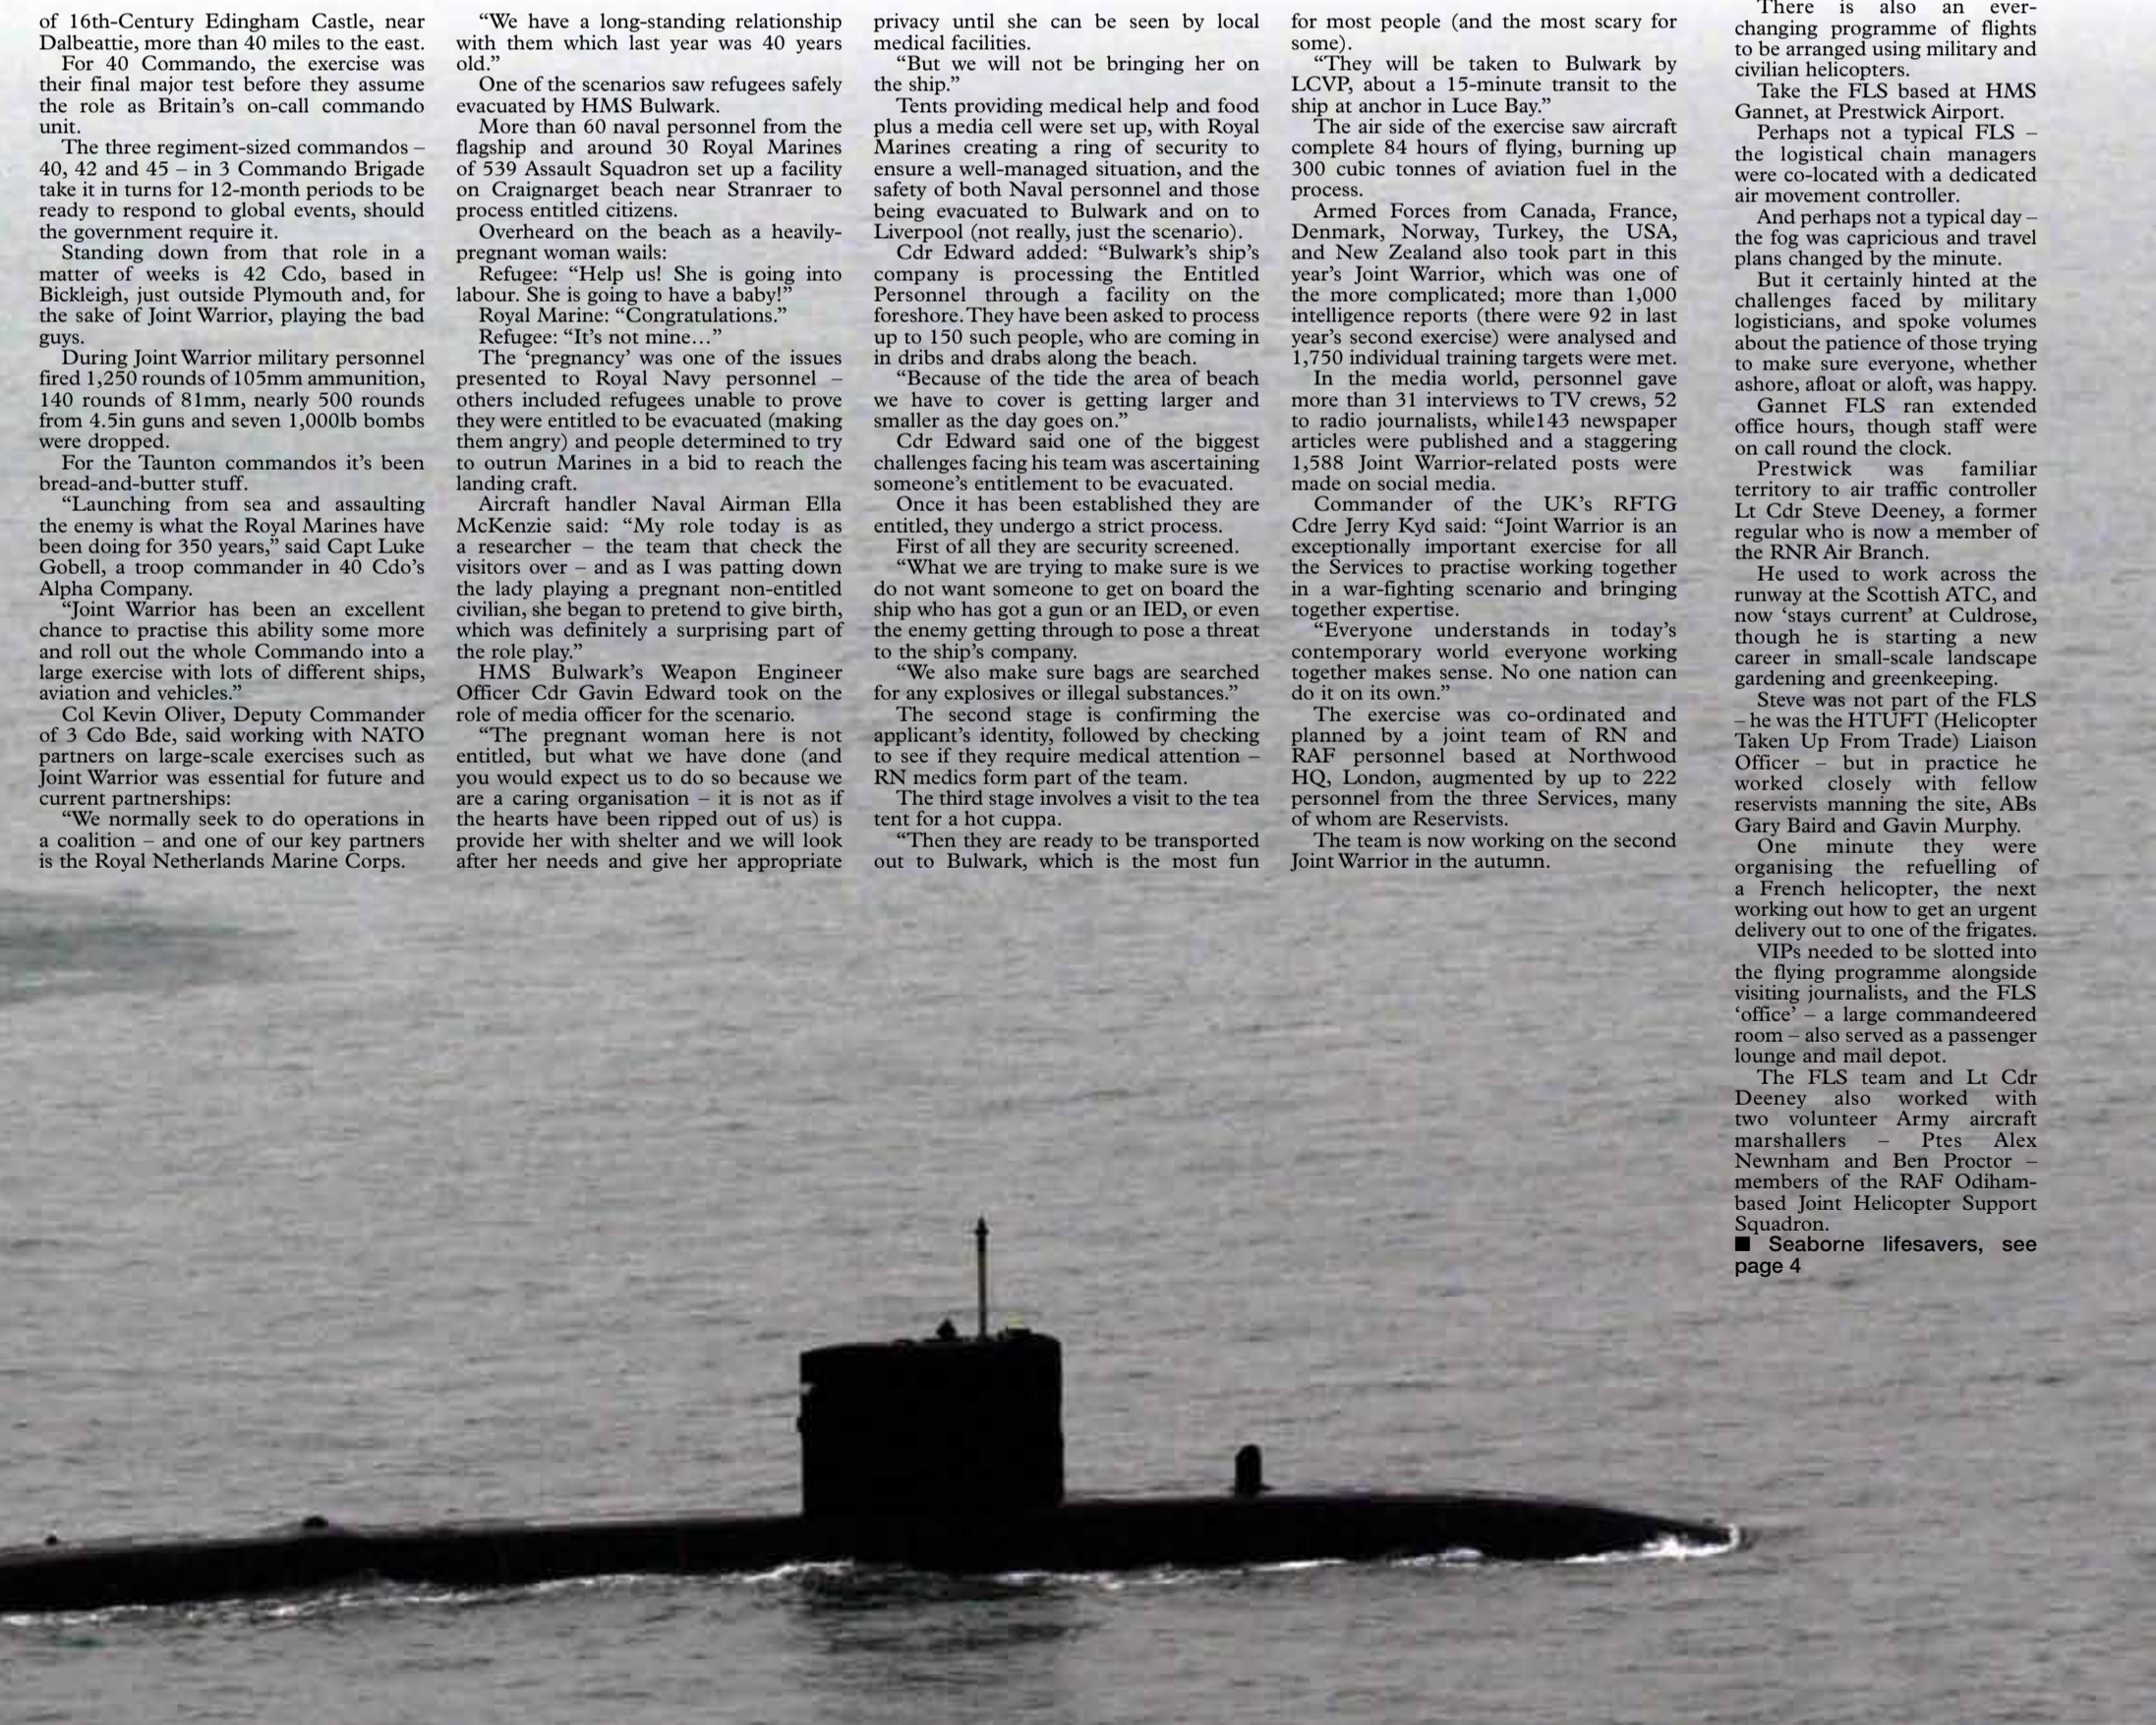 of 16th-Century Edingham Castle, near
Dalbeattie, more than 40 miles to the east.
For 40 Commando, the exercise was
their final major test before they assume
the role as Britain's on-call commando
unit.
The three regiment-sized commandos –
40, 42 and 45 – in 3 Commando Brigade
take it in turns for 12-month periods to be
ready to respond to global events, should
the government require it.
Standing down from that role in a
matter of weeks is 42 Cdo, based in
Bickleigh, just outside Plymouth and, for
the sake of Joint Warrior, playing the bad
guys.
During Joint Warrior military personnel
fired 1,250 rounds of 105mm ammunition,
140 rounds of 81mm, nearly 500 rounds
from 4.5in guns and seven 1,000lb bombs
were dropped.
For the Taunton commandos it's been
bread-and-butter stuff.
“Launching from sea and assaulting
the enemy is what the Royal Marines have
been doing for 350 years,” said Capt Luke
Gobell, a troop commander in 40 Cdo's
Alpha Company.
“Joint Warrior has been an excellent
chance to practise this ability some more
and roll out the whole Commando into a
large exercise with lots of different ships,
aviation and vehicles.”
Col Kevin Oliver, Deputy Commander
of 3 Cdo Bde, said working with NATO
partners on large-scale exercises such as
Joint Warrior was essential for future and
current partnerships:
“We normally seek to do operations in
a coalition – and one of our key partners
is the Royal Netherlands Marine Corps.
“We have a long-standing relationship
with them which last year was 40 years
old.”
One of the scenarios saw refugees safely
evacuated by HMS Bulwark.
More than 60 naval personnel from the
flagship and around 30 Royal Marines
of 539 Assault Squadron set up a facility
on Craignarget beach near Stranraer to
process entitled citizens.
Overheard on the beach as a heavily-
pregnant woman wails:
Refugee: “Help us! She is going into
labour. She is going to have a baby!”
Royal Marine: “Congratulations.”
Refugee: “It's not mine…”
The ‘pregnancy’ was one of the issues
presented to Royal Navy personnel –
others included refugees unable to prove
they were entitled to be evacuated (making
them angry) and people determined to try
to outrun Marines in a bid to reach the
landing craft.
Aircraft handler Naval Airman Ella
McKenzie said: “My role today is as
a researcher – the team that check the
visitors over – and as I was patting down
the lady playing a pregnant non-entitled
civilian, she began to pretend to give birth,
which was definitely a surprising part of
the role play.”
HMS Bulwark's Weapon Engineer
Officer Cdr Gavin Edward took on the
role of media officer for the scenario.
“The pregnant woman here is not
entitled, but what we have done (and
you would expect us to do so because we
are a caring organisation – it is not as if
the hearts have been ripped out of us) is
provide her with shelter and we will look
after her needs and give her appropriate
privacy until she can be seen by local
medical facilities.
“But we will not be bringing her on
the ship.”
Tents providing medical help and food
plus a media cell were set up, with Royal
Marines creating a ring of security to
ensure a well-managed situation, and the
safety of both Naval personnel and those
being evacuated to Bulwark and on to
Liverpool (not really, just the scenario).
Cdr Edward added: “Bulwark's ship's
company is processing the Entitled
Personnel through a facility on the
foreshore. They have been asked to process
up to 150 such people, who are coming in
in dribs and drabs along the beach.
“Because of the tide the area of beach
we have to cover is getting larger and
smaller as the day goes on.”
Cdr Edward said one of the biggest
challenges facing his team was ascertaining
someone's entitlement to be evacuated.
Once it has been established they are
entitled, they undergo a strict process.
First of all they are security screened.
“What we are trying to make sure is we
do not want someone to get on board the
ship who has got a gun or an IED, or even
the enemy getting through to pose a threat
to the ship's company.
“We also make sure bags are searched
for any explosives or illegal substances.”
The second stage is confirming the
applicant's identity, followed by checking
to see if they require medical attention –
RN medics form part of the team.
The third stage involves a visit to the tea
tent for a hot cuppa.
“Then they are ready to be transported
out to Bulwark, which is the most fun
for most people (and the most scary for
some).
“They will be taken to Bulwark by
LCVP, about a 15-minute transit to the
ship at anchor in Luce Bay.”
The air side of the exercise saw aircraft
complete 84 hours of flying, burning up
300 cubic tonnes of aviation fuel in the
process.
Armed Forces from Canada, France,
Denmark, Norway, Turkey, the USA,
and New Zealand also took part in this
year's Joint Warrior, which was one of
the more complicated; more than 1,000
intelligence reports (there were 92 in last
year's second exercise) were analysed and
1,750 individual training targets were met.
In the media world, personnel gave
more than 31 interviews to TV crews, 52
to radio journalists, while143 newspaper
articles were published and a staggering
1,588 Joint Warrior-related posts were
made on social media.
Commander of the UK's RFTG
Cdre Jerry Kyd said: “Joint Warrior is an
exceptionally important exercise for all
the Services to practise working together
in a war-fighting scenario and bringing
together expertise.
“Everyone understands in today's
contemporary world everyone working
together makes sense. No one nation can
do it on its own.”
The exercise was co-ordinated and
planned by a joint team of RN and
RAF personnel based at Northwood
HQ, London, augmented by up to 222
personnel from the three Services, many
of whom are Reservists.
The team is now working on the second
Joint Warrior in the autumn.
There is also an ever-
changing programme of flights
to be arranged using military and
civilian helicopters.
Take the FLS based at HMS
Gannet, at Prestwick Airport.
Perhaps not a typical FLS –
the logistical chain managers
were co-located with a dedicated
air movement controller.
And perhaps not a typical day –
the fog was capricious and travel
plans changed by the minute.
But it certainly hinted at the
challenges faced by military
logisticians, and spoke volumes
about the patience of those trying
to make sure everyone, whether
ashore, afloat or aloft, was happy.
Gannet FLS ran extended
office hours, though staff were
on call round the clock.
Prestwick was familiar
territory to air traffic controller
Lt Cdr Steve Deeney, a former
regular who is now a member of
the RNR Air Branch.
He used to work across the
runway at the Scottish ATC, and
now ‘stays current’ at Culdrose,
though he is starting a new
career in small-scale landscape
gardening and greenkeeping.
Steve was not part of the FLS
– he was the HTUFT (Helicopter
Taken Up From Trade) Liaison
Officer – but in practice he
worked closely with fellow
reservists manning the site, ABs
Gary Baird and Gavin Murphy.
One minute they were
organising the refuelling of
a French helicopter, the next
working out how to get an urgent
delivery out to one of the frigates.
VIPs needed to be slotted into
the flying programme alongside
visiting journalists, and the FLS
‘office’ – a large commandeered
room – also served as a passenger
lounge and mail depot.
The FLS team and Lt Cdr
Deeney also worked with
two volunteer Army aircraft
marshallers – Ptes Alex
Newnham and Ben Proctor –
members of the RAF Odiham-
based Joint Helicopter Support
Squadron.
■ Seaborne lifesavers, see
page 4